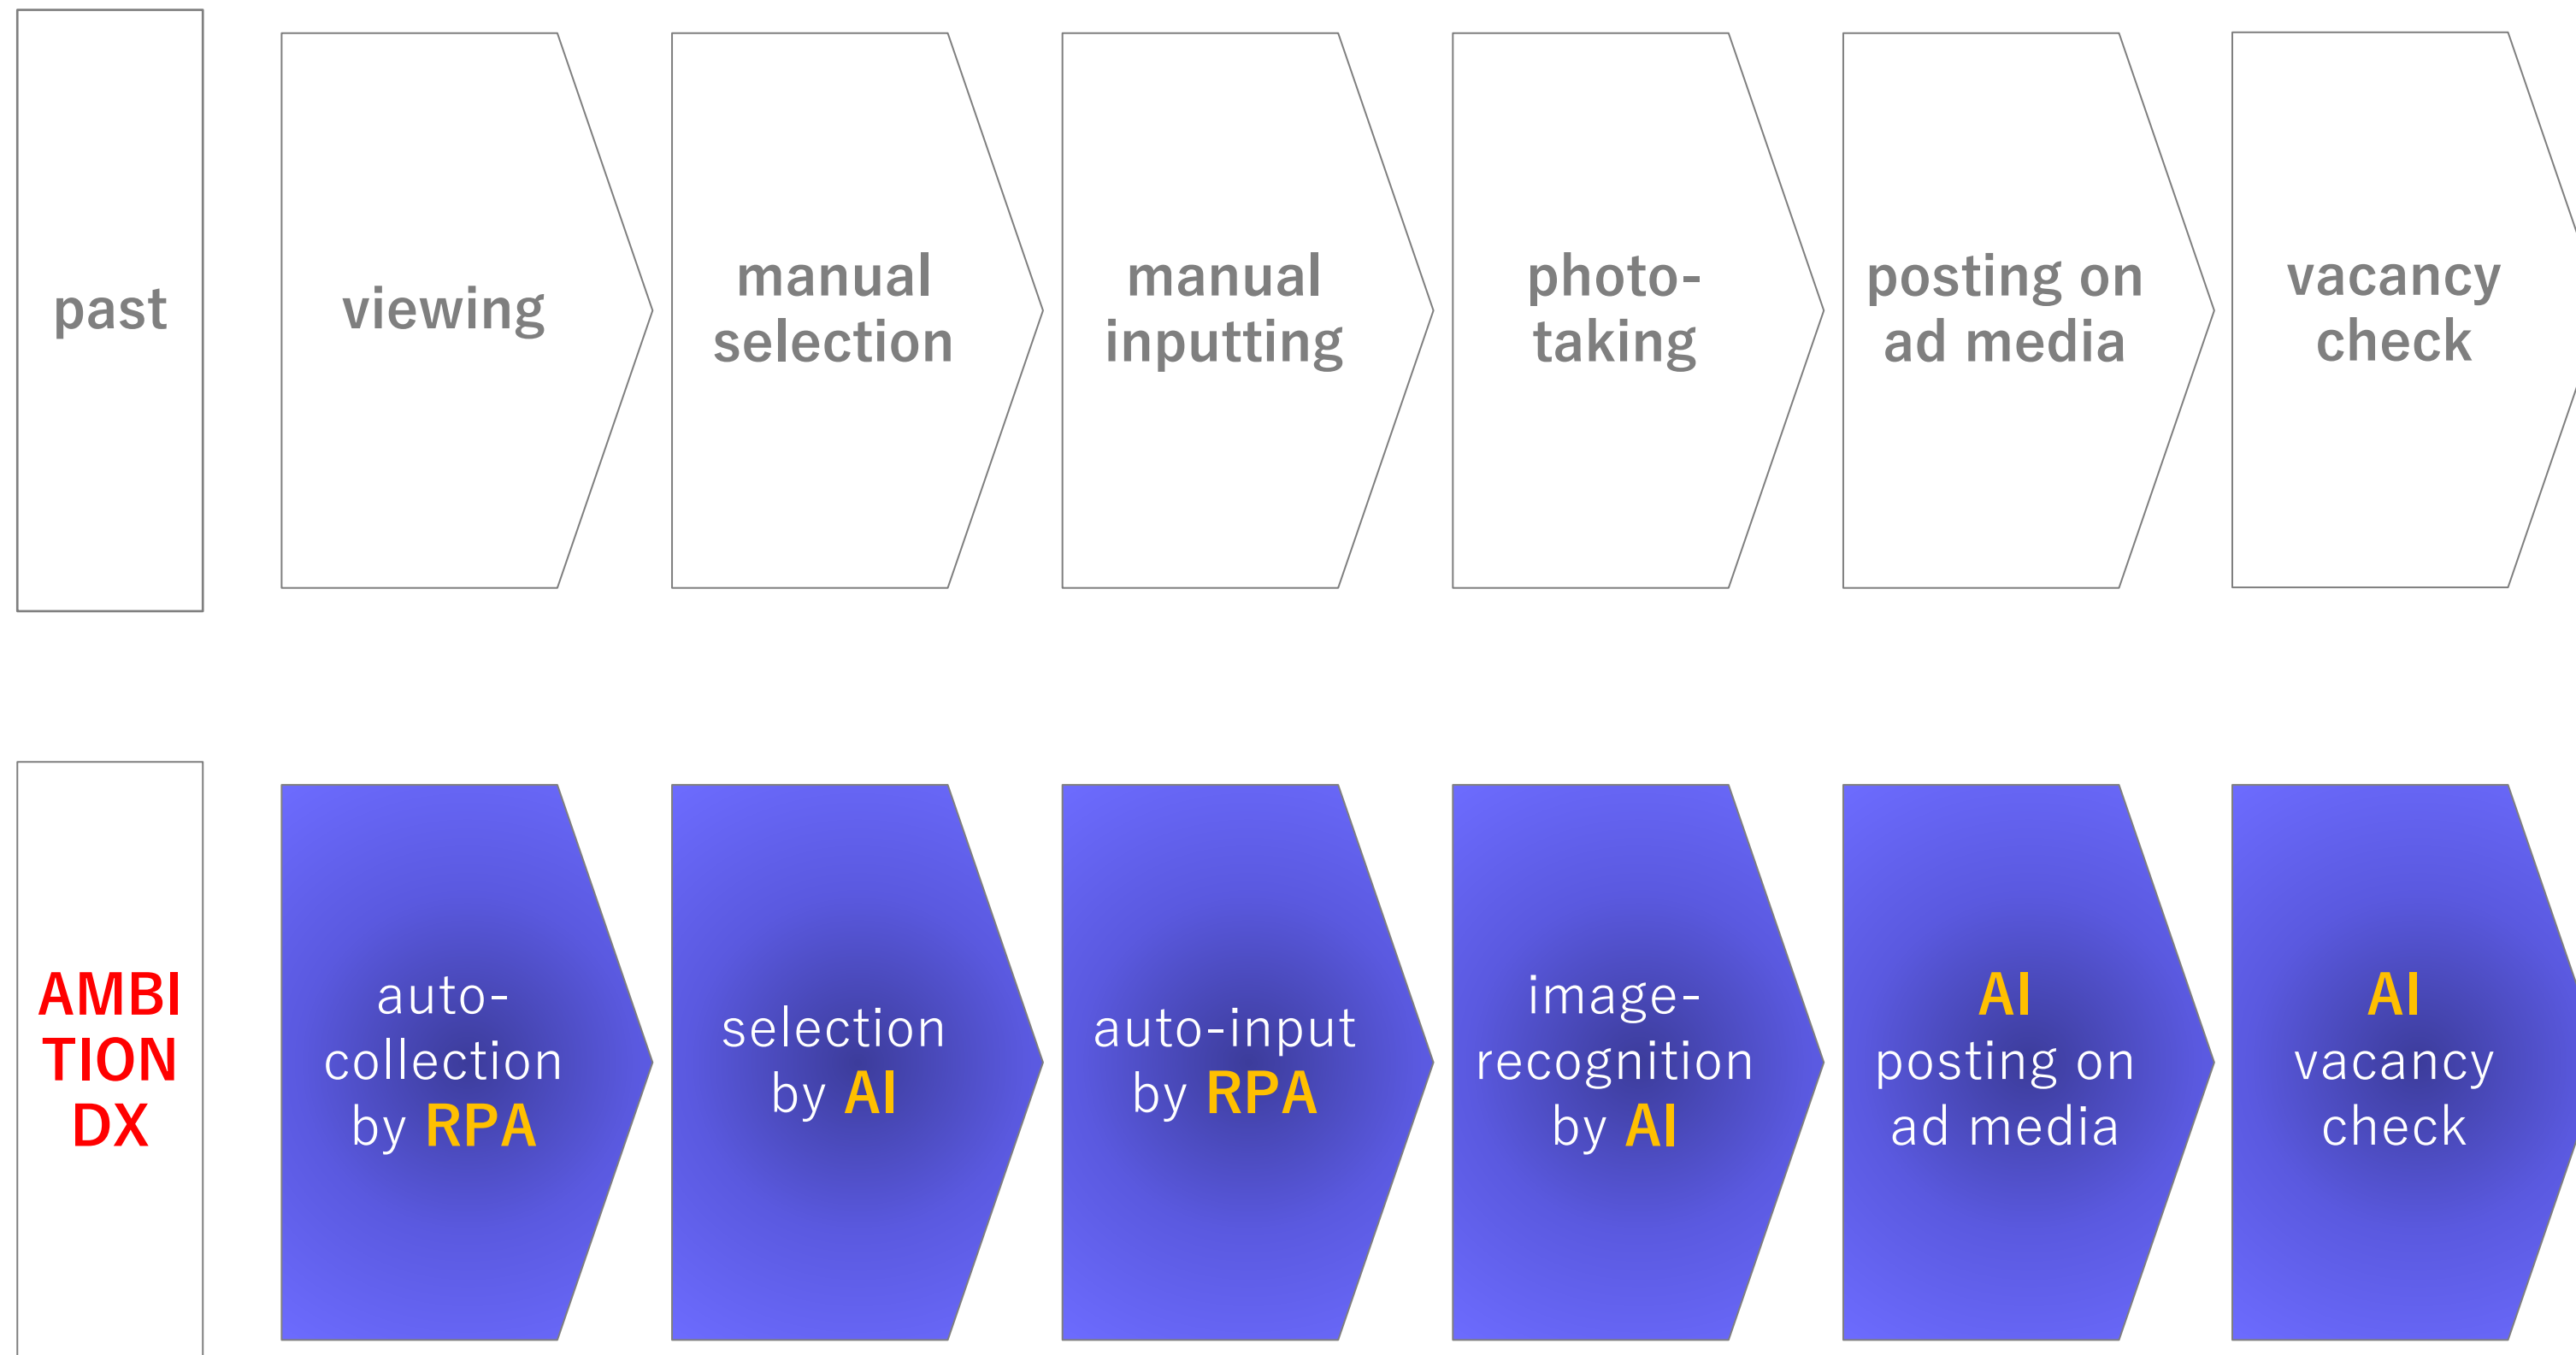 past
viewing
manual
selection
manual
inputting
photo-
taking
posting on
ad media
vacancy
check
AMBI
TION
DX
auto-
collection
by RPA
selection
by AI
auto-input
by RPA
image-
recognition
by AI
AI
posting on
ad media
AI
vacancy
check